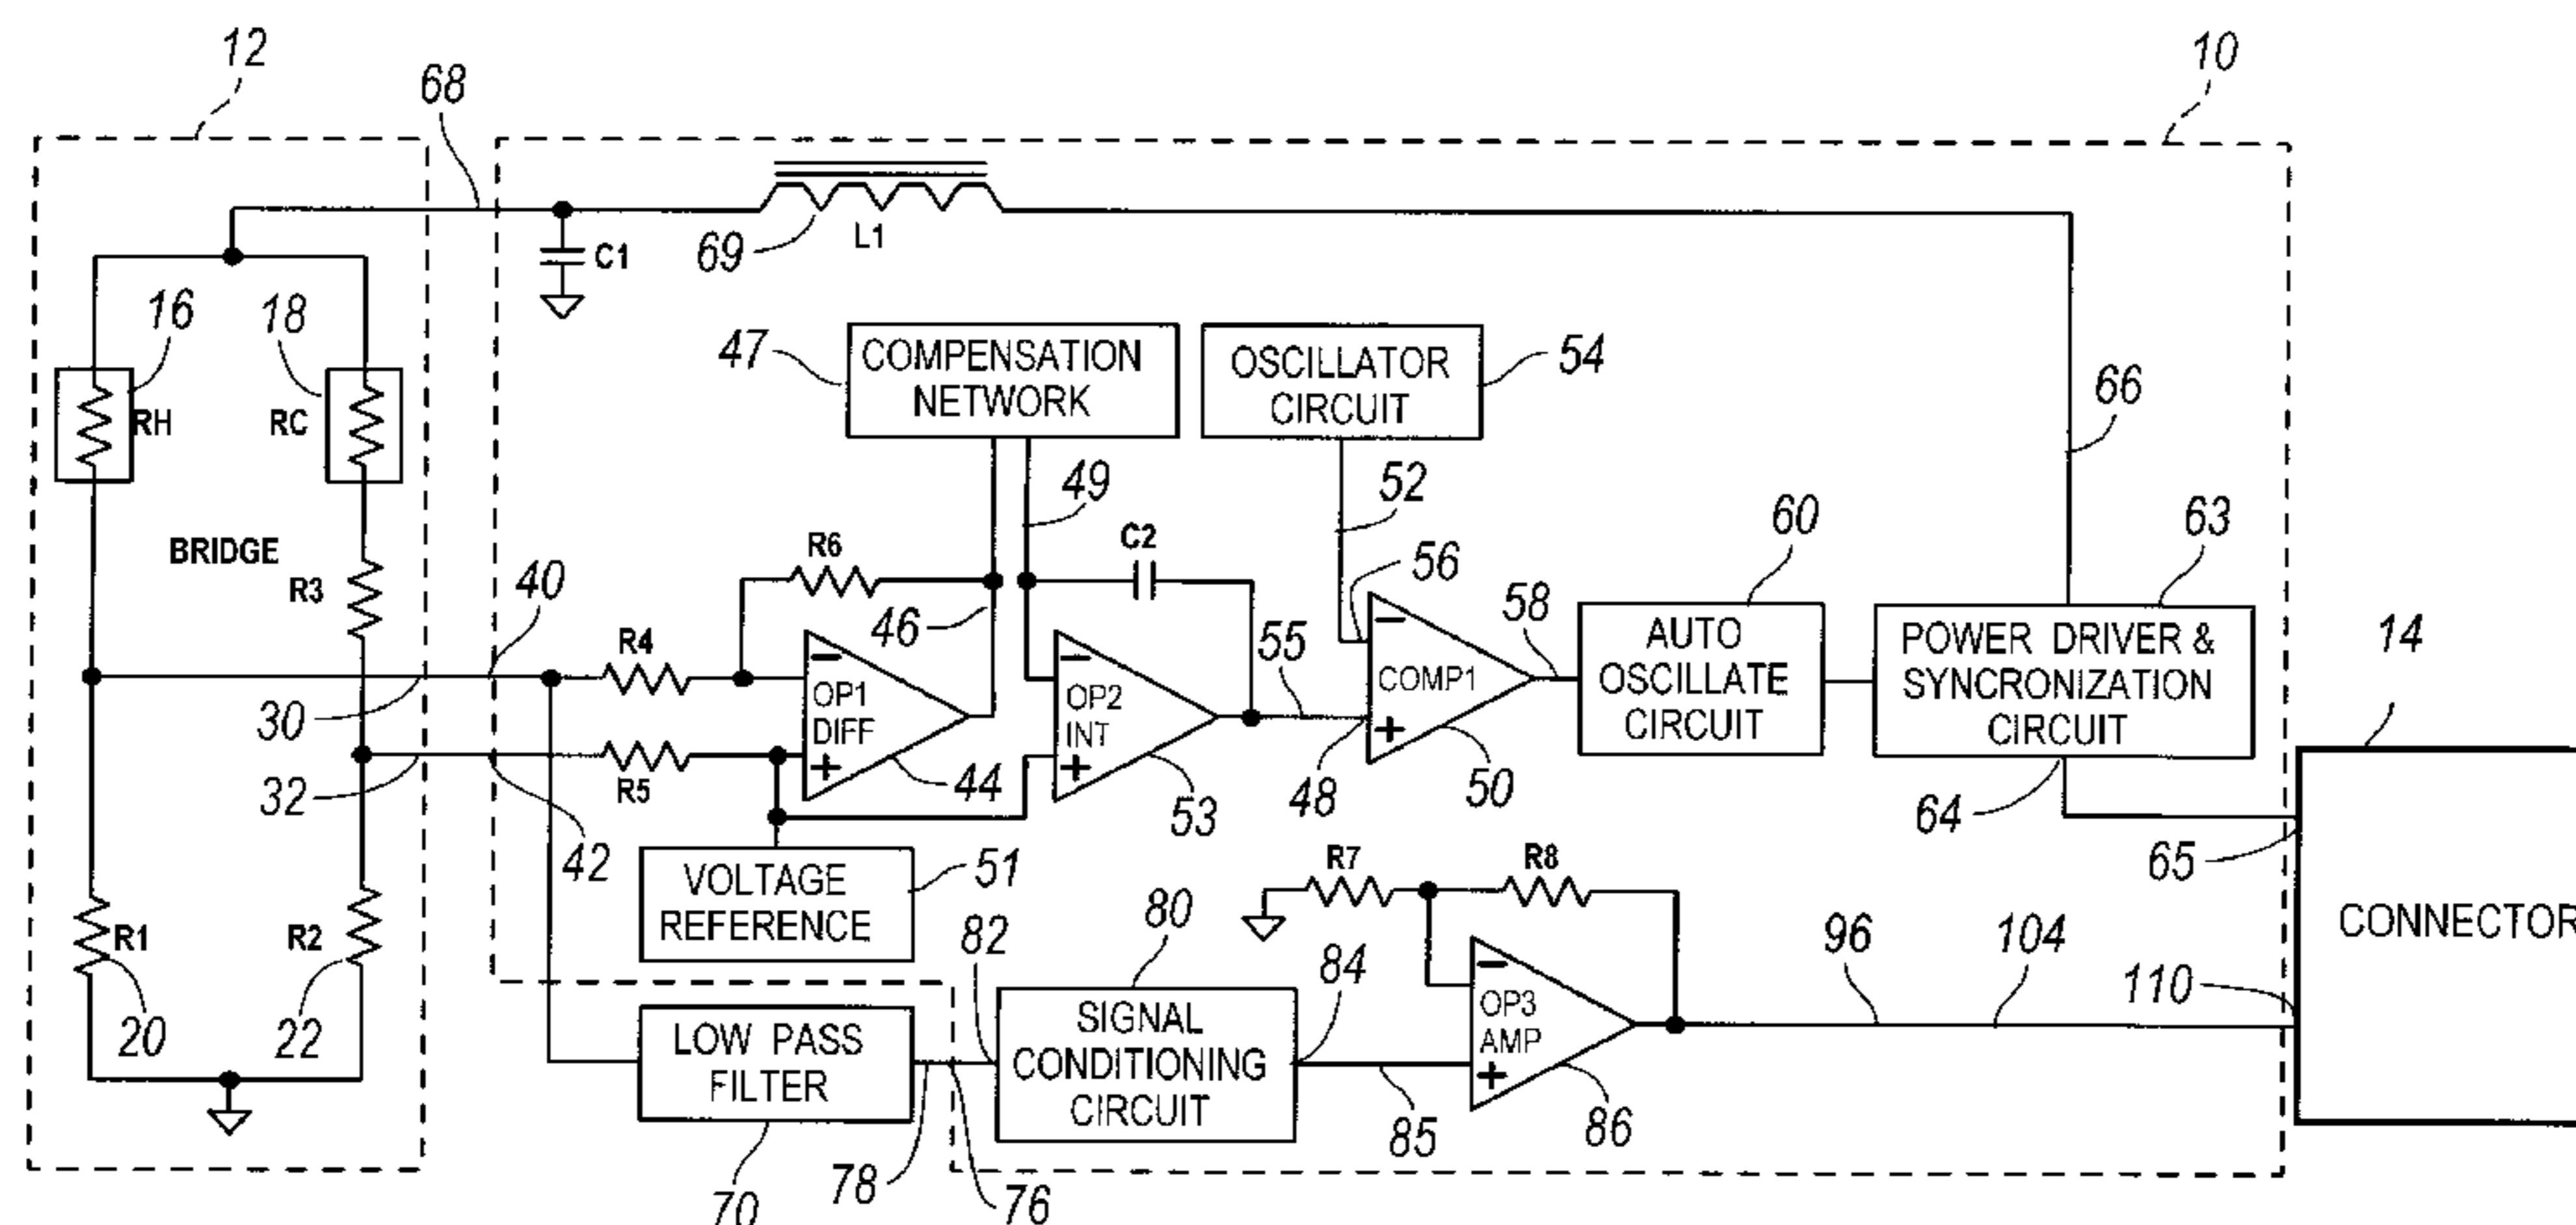 12
68
10
69
L1
C1
16
18
RH
RC
47
COMPENSATION
NETWORK
OSCILLATOR
CIRCUIT
54
66
49
52
BRIDGE
R3
R6
C2
56
60
63
40
46
58
R4
55
AUTO
OSCILLATE
CIRCUIT
POWER DRIVER &
SYNCRONIZATION
CIRCUIT
14
OP1
DIFF
OP2
INT
COMP1
30
32
R5
44
53
48
50
64
65
42
VOLTAGE
REFERENCE
51
R7
R8
R1
R2
82
80
84
96
104
CONNECTOR
110
20
22
LOW PASS
FILTER
SIGNAL
CONDITIONING
CIRCUIT
OP3
AMP
70
78
76
85
86